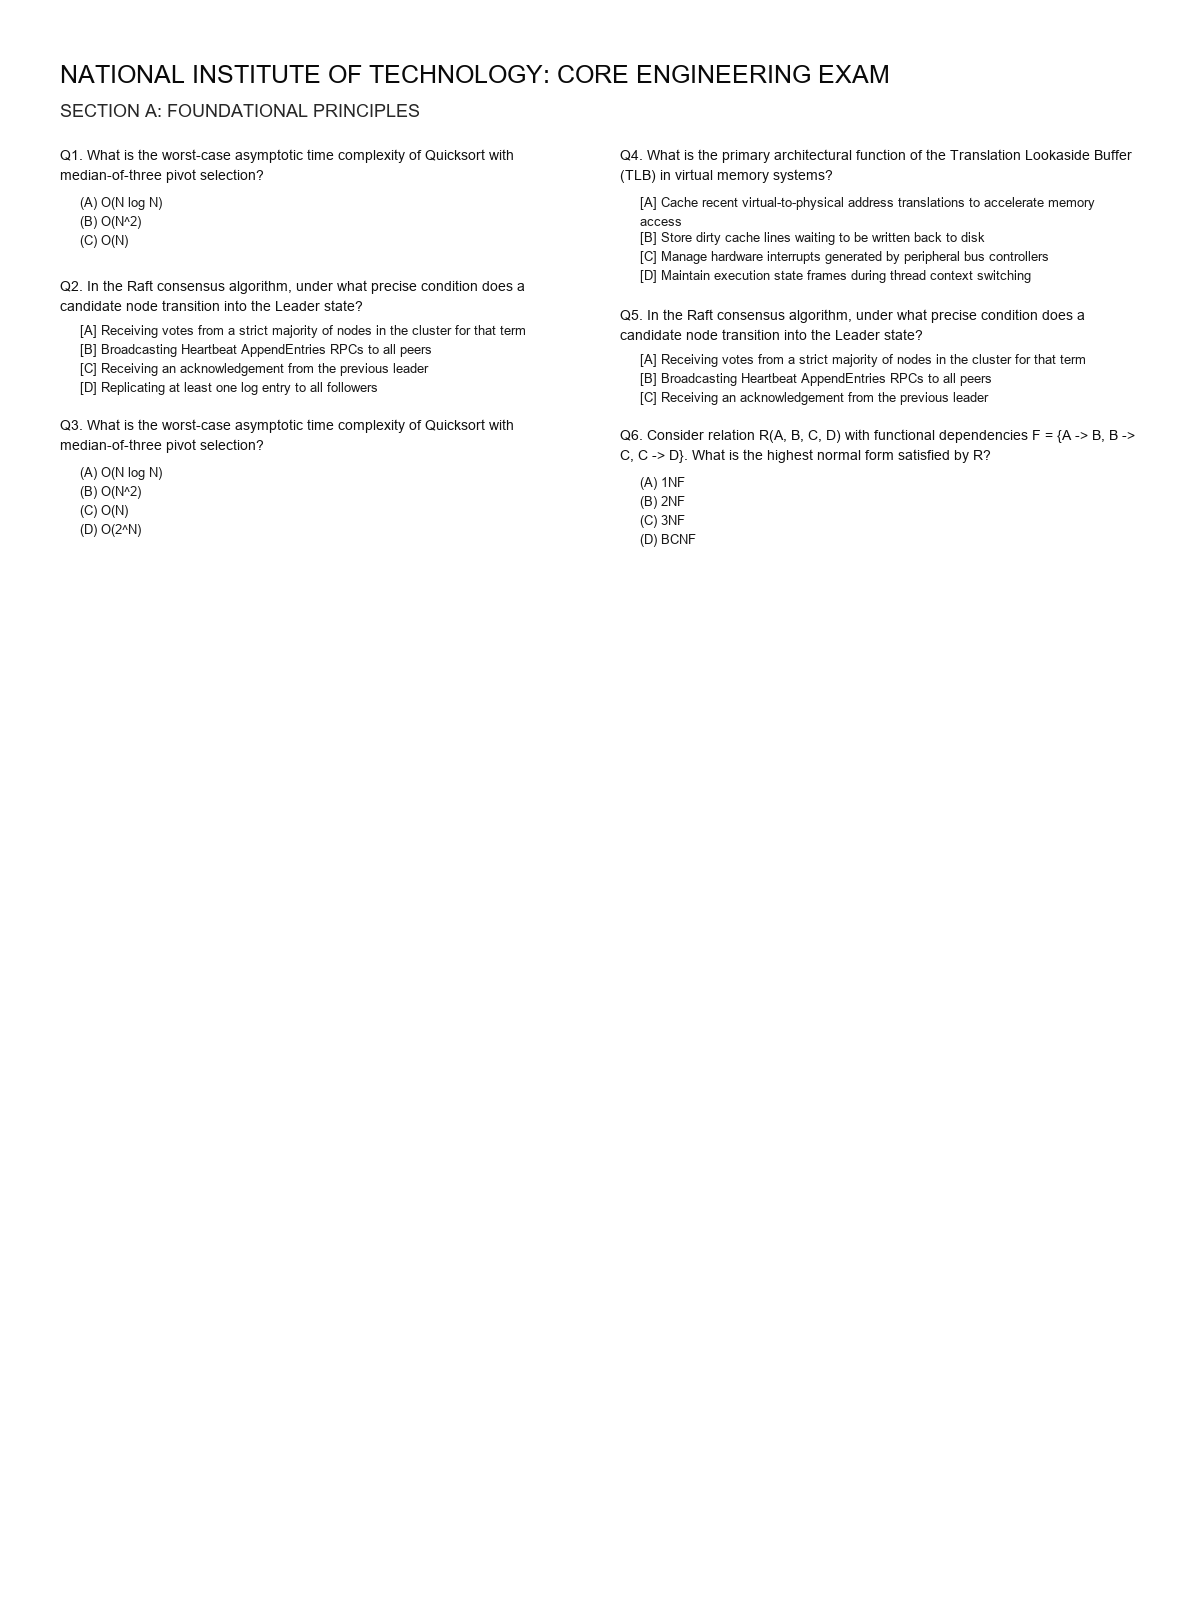 NATIONAL INSTITUTE OF TECHNOLOGY: CORE ENGINEERING EXAM
SECTION A: FOUNDATIONAL PRINCIPLES
Q1. What is the worst-case asymptotic time complexity of Quicksort with
median-of-three pivot selection?
(A) O(N log N)
(B) O(N^2)
(C) O(N)
Q2. In the Raft consensus algorithm, under what precise condition does a
candidate node transition into the Leader state?
[A] Receiving votes from a strict majority of nodes in the cluster for that term
[B] Broadcasting Heartbeat AppendEntries RPCs to all peers
[C] Receiving an acknowledgement from the previous leader
[D] Replicating at least one log entry to all followers
Q3. What is the worst-case asymptotic time complexity of Quicksort with
median-of-three pivot selection?
(A) O(N log N)
(B) O(N^2)
(C) O(N)
(D) O(2^N)
Q4. What is the primary architectural function of the Translation Lookaside Buffer
(TLB) in virtual memory systems?
[A] Cache recent virtual-to-physical address translations to accelerate memory
access
[B] Store dirty cache lines waiting to be written back to disk
[C] Manage hardware interrupts generated by peripheral bus controllers
[D] Maintain execution state frames during thread context switching
Q5. In the Raft consensus algorithm, under what precise condition does a
candidate node transition into the Leader state?
[A] Receiving votes from a strict majority of nodes in the cluster for that term
[B] Broadcasting Heartbeat AppendEntries RPCs to all peers
[C] Receiving an acknowledgement from the previous leader
Q6. Consider relation R(A, B, C, D) with functional dependencies F = {A -> B, B ->
C, C -> D}. What is the highest normal form satisfied by R?
(A) 1NF
(B) 2NF
(C) 3NF
(D) BCNF